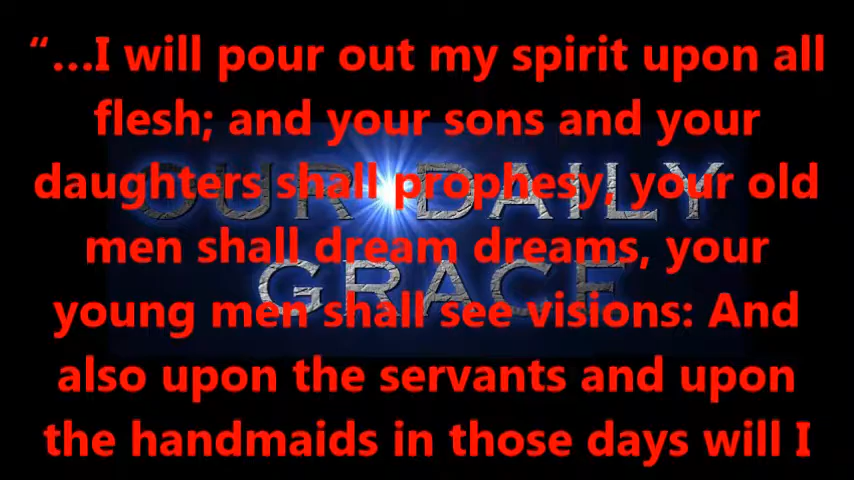 “...I will pour out my spirit upon all
flesh; and your sons and your
daughters shall prophesy, your old
men shall dream dreams, your
young men shall see visions: And
also upon the servants and upon
the handmaids in those days will I
OUR DAILY
GRACE